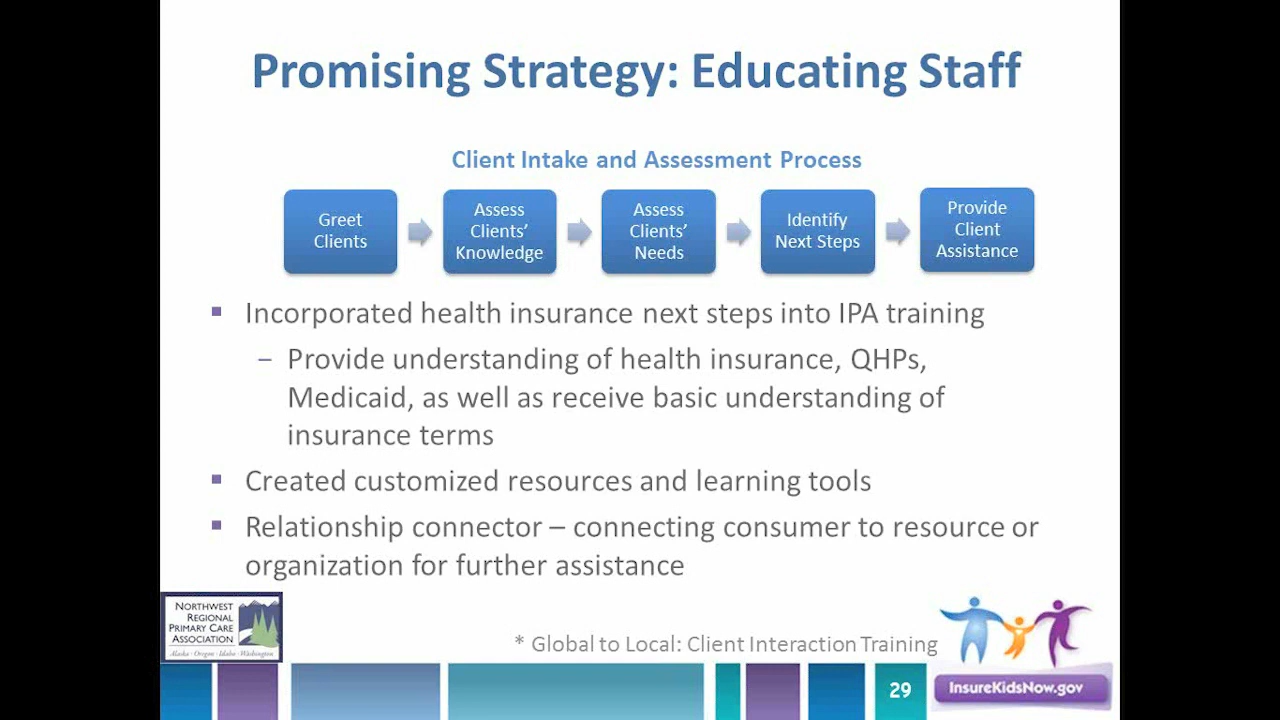 Promising Strategy: Educating Staff
Client Intake and Assessment Process
Greet
Clients
Assess
Clients’
Knowledge
Assess
Clients’
Needs
Identify
Next Steps
Provide
Client
Assistance
▪ Incorporated health insurance next steps into IPA training
– Provide understanding of health insurance, QHPs,
Medicaid, as well as receive basic understanding of
insurance terms
▪ Created customized resources and learning tools
▪ Relationship connector – connecting consumer to resource or
organization for further assistance
NORTHWEST
REGIONAL
PRIMARY CARE
ASSOCIATION
Alaska · Oregon · Idaho · Washington
* Global to Local: Client Interaction Training
29
InsureKidsNow.gov